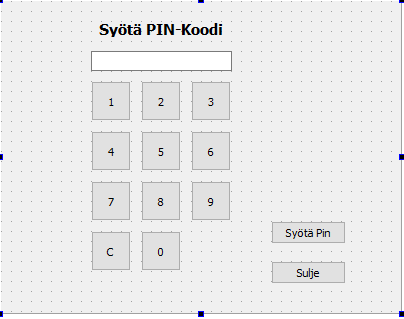 Syötä PIN-Koodi
1 2 3
4 5 6
7 8 9
C 0
Syötä Pin
Sulje